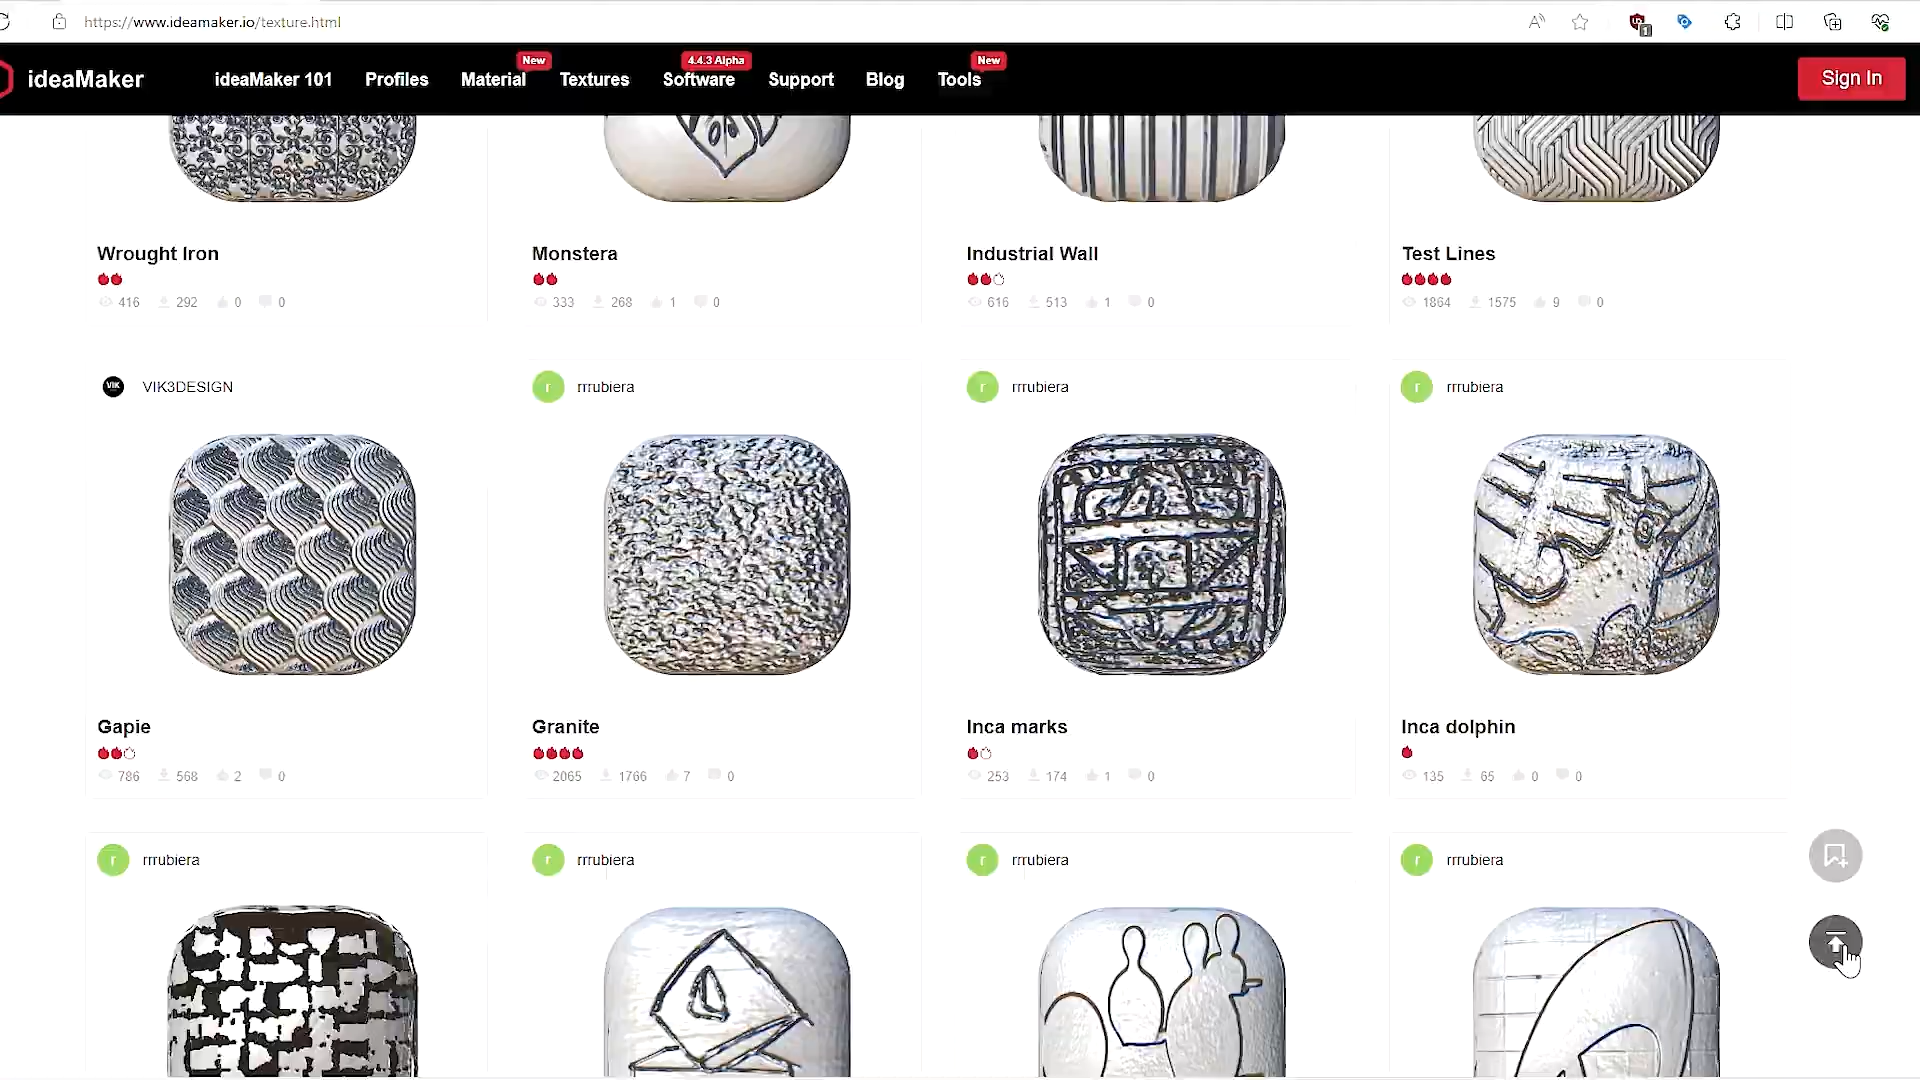 https://www.ideamaker.io/texture.html
1
ideaMaker
ideaMaker 101
Profiles
Material
New
Textures
Software
4.4.3 Alpha
Support
Blog
Tools
New
Sign In
Wrought Iron
416 292 0 0
Monstera
333 268 1 0
Industrial Wall
616 513 1 0
Test Lines
1864 1575 9 0
VIK VIK3DESIGN
r rrrubiera
r rrrubiera
r rrrubiera
Gapie
786 568 2 0
Granite
2065 1766 7 0
Inca marks
253 174 1 0
Inca dolphin
135 65 0 0
r rrrubiera
r rrrubiera
r rrrubiera
r rrrubiera